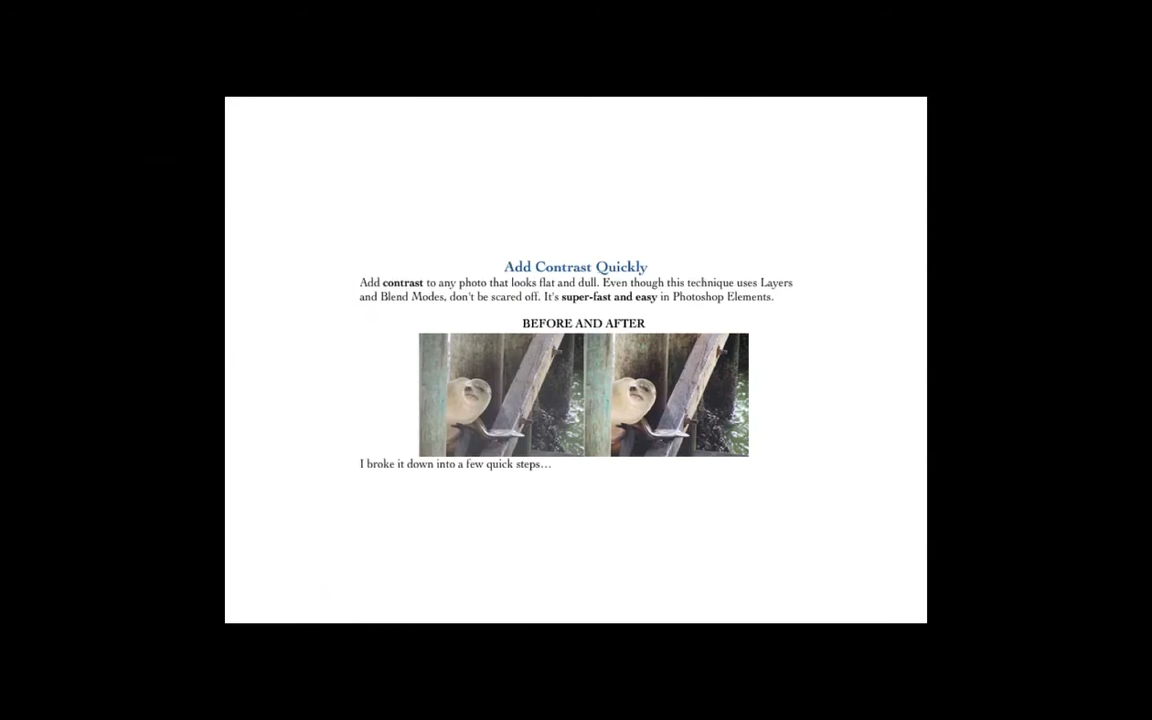 Add Contrast Quickly
Add contrast to any photo that looks flat and dull. Even though this technique uses Layers
and Blend Modes, don't be scared off. It's super-fast and easy in Photoshop Elements.
BEFORE AND AFTER
I broke it down into a few quick steps…